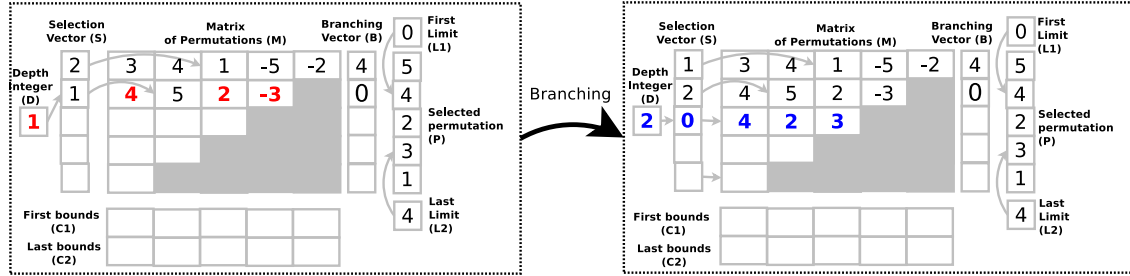 Selection
Vector (S)
Matrix
of Permutations (M)
Branching
Vector (B)
0
First
Limit
(L1)
2 3 4 1 -5 -2 4 5
Depth
Integer
(D)
1 4 5 2 -3 0 4
1 2
Selected
permutation
(P)
3
1
4
Last
Limit
(L2)
First bounds
(C1)
Last bounds
(C2)
Branching
Selection
Vector (S)
Matrix
of Permutations (M)
Branching
Vector (B)
0
First
Limit
(L1)
1 3 4 1 -5 -2 4 5
Depth
Integer
(D)
2 4 5 2 -3 0 4
2 0 4 2 3 2
Selected
permutation
(P)
3
1
4
Last
Limit
(L2)
First bounds
(C1)
Last bounds
(C2)